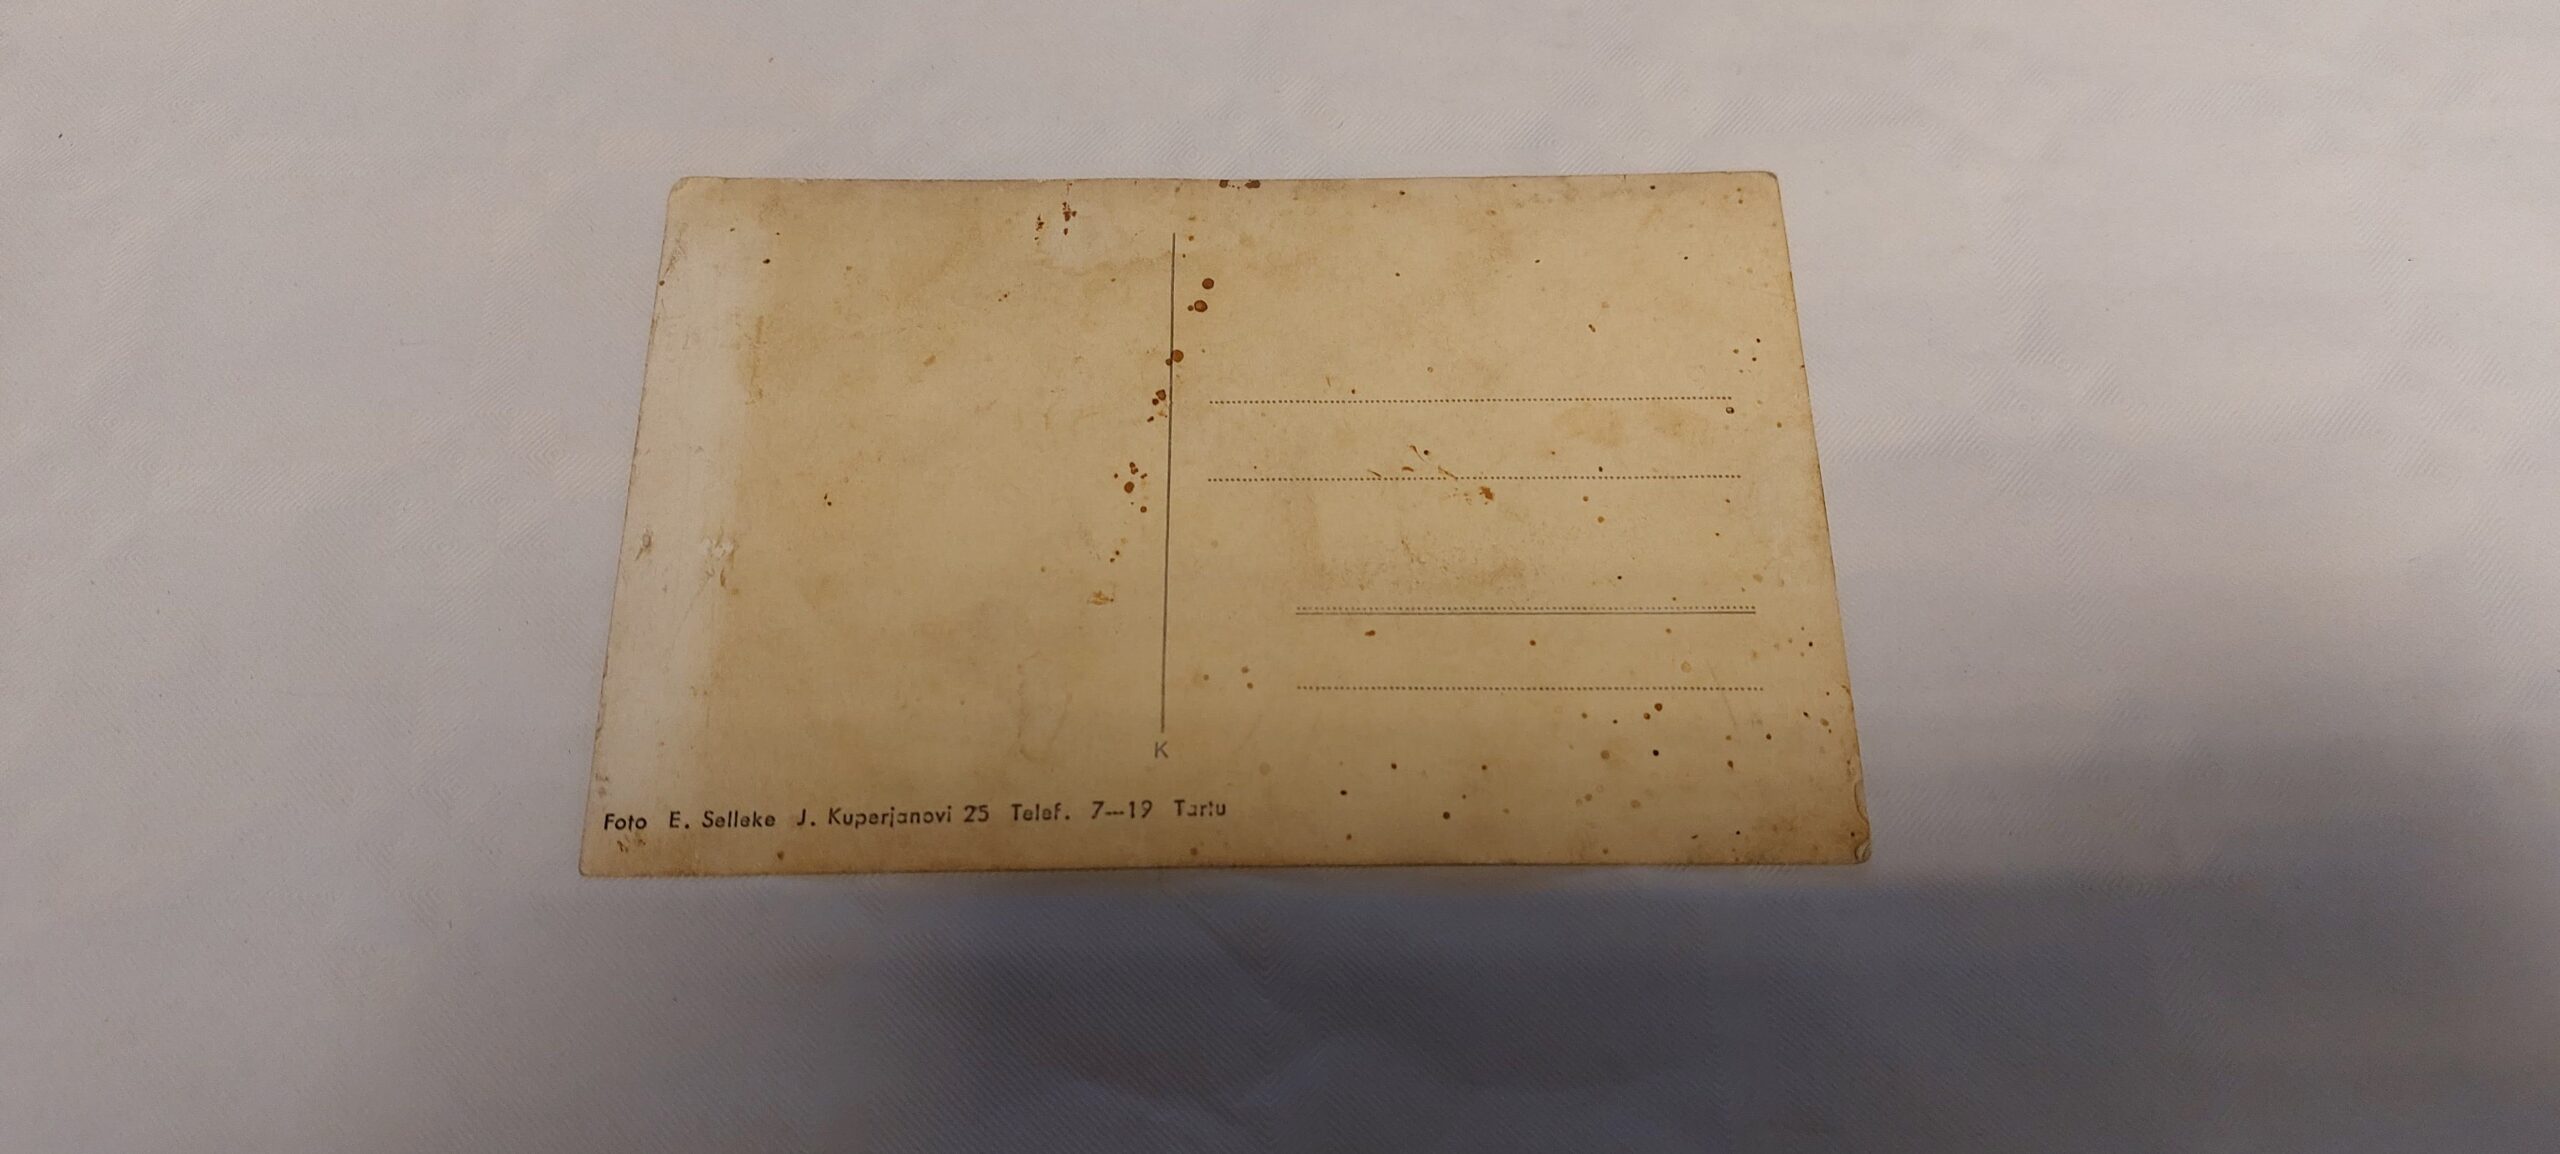 K
Foto E. Selleke J. Kuperjanovi 25 Telef. 7—19 Tartu